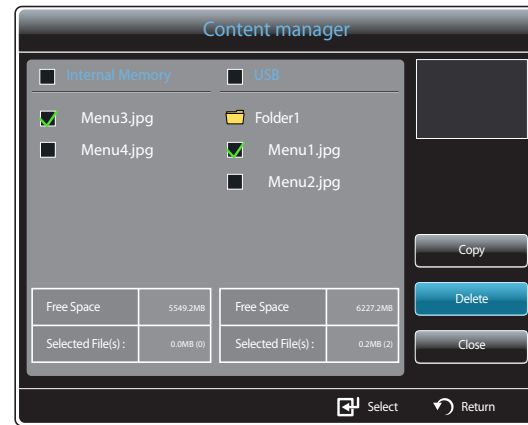 Content manager
Internal Memory
USB
Menu3.jpg
Folder1
Menu4.jpg
Menu1.jpg
Menu2.jpg
Copy
Free Space 5549.2MB
Free Space 6227.2MB
Delete
Selected File(s) : 0.0MB (0)
Selected File(s) : 0.2MB (2)
Close
Select
Return